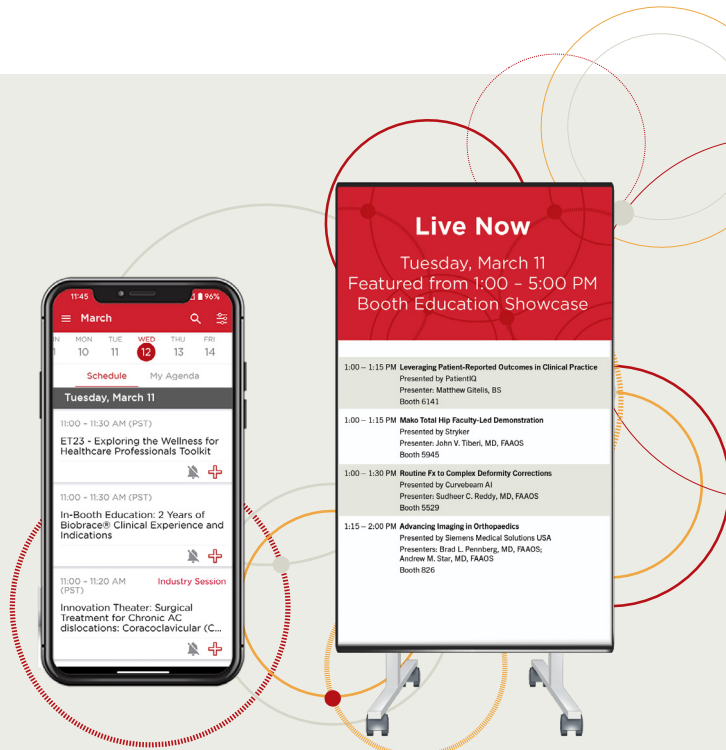 11:45
96%
March
MON TUE WED THU FRI
10 11 12 13 14
Schedule My Agenda
Tuesday, March 11
11:00 – 11:30 AM (PST)
ET23 - Exploring the Wellness for
Healthcare Professionals Toolkit
11:00 – 11:30 AM (PST)
In-Booth Education: 2 Years of
Biobrace® Clinical Experience and
Indications
11:00 – 11:20 AM Industry Session
(PST)
Innovation Theater: Surgical
Treatment for Chronic AC
dislocations: Coracoclavicular (C...
Live Now
Tuesday, March 11
Featured from 1:00 – 5:00 PM
Booth Education Showcase
1:00 – 1:15 PM Leveraging Patient-Reported Outcomes in Clinical Practice
Presented by PatientIQ
Presenter: Matthew Gitelis, BS
Booth 6141
1:00 – 1:15 PM Mako Total Hip Faculty-Led Demonstration
Presented by Stryker
Presenter: John V. Tiberi, MD, FAAOS
Booth 5945
1:00 – 1:30 PM Routine Fx to Complex Deformity Corrections
Presented by Curvebeam AI
Presenter: Sudheer C. Reddy, MD, FAAOS
Booth 5529
1:15 – 2:00 PM Advancing Imaging in Orthopaedics
Presented by Siemens Medical Solutions USA
Presenters: Brad L. Pennberg, MD, FAAOS;
Andrew M. Star, MD, FAAOS
Booth 826